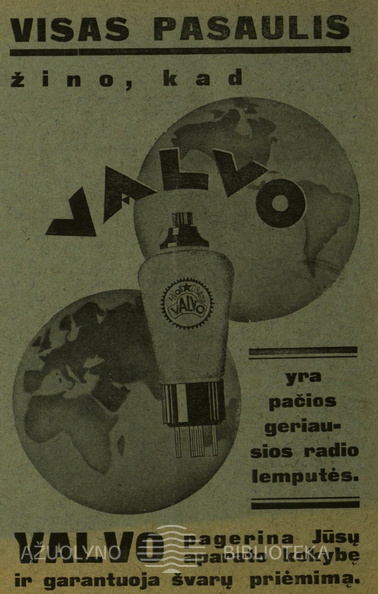 VISAS PASAULIS
žino, kad
VALVO
VALVO
yra
pačios
geriau-
sios radio
lemputės.
VALVO pagerina Jūsų
aparato kokybę
ir garantuoja švarų priėmimą.
AŽUOLYNO BIBLIOTEKA